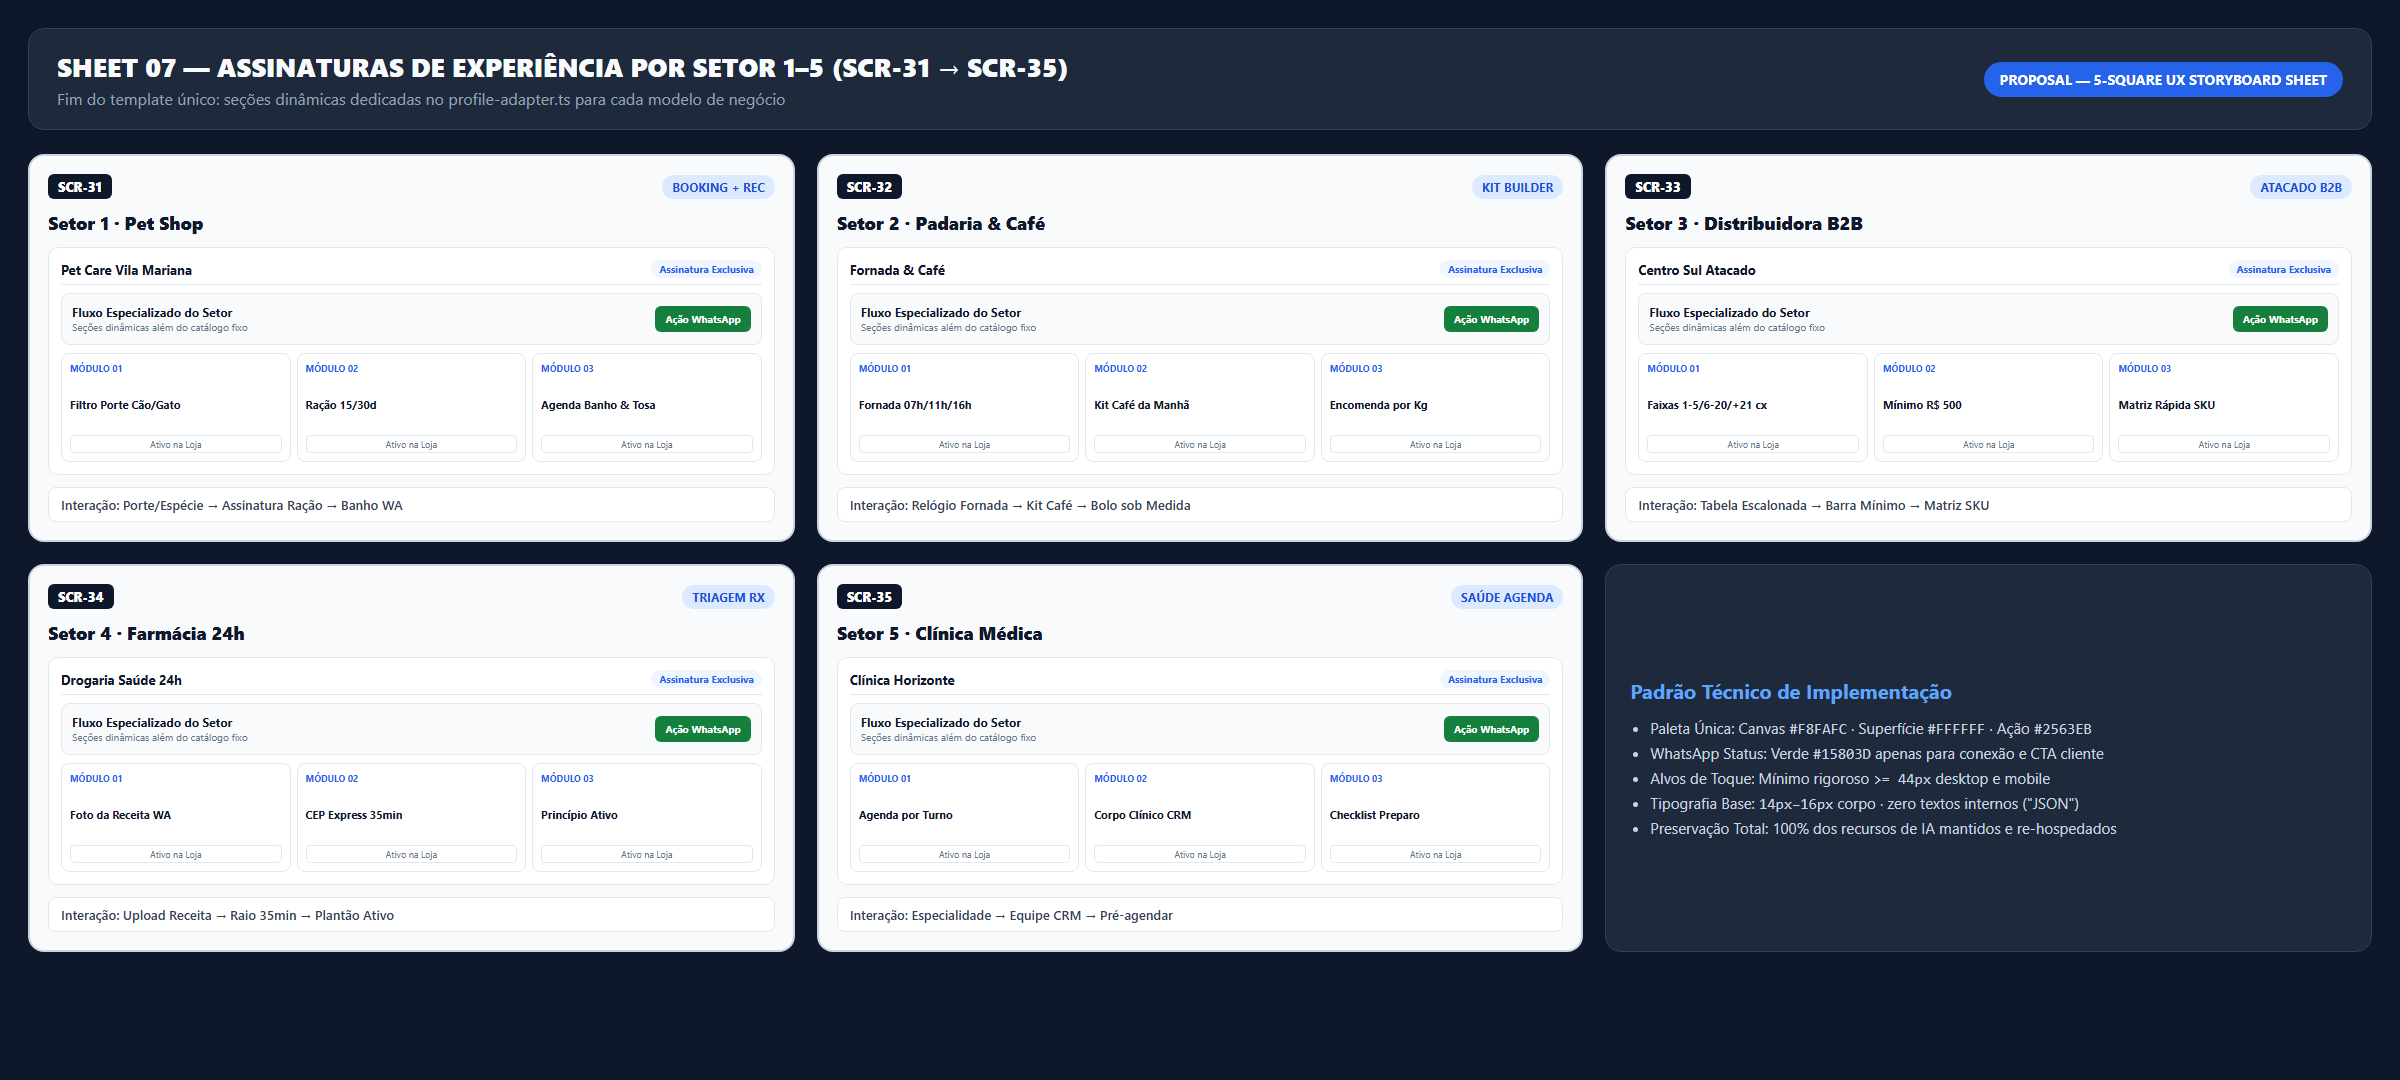 SHEET 07 — ASSINATURAS DE EXPERIÊNCIA POR SETOR 1–5 (SCR-31 → SCR-35)
Fim do template único: seções dinâmicas dedicadas no profile-adapter.ts para cada modelo de negócio
PROPOSAL — 5-SQUARE UX STORYBOARD SHEET
SCR-31
BOOKING + REC
Setor 1 · Pet Shop
Pet Care Vila Mariana
Assinatura Exclusiva
Fluxo Especializado do Setor
Seções dinâmicas além do catálogo fixo
Ação WhatsApp
MÓDULO 01
Filtro Porte Cão/Gato
Ativo na Loja
MÓDULO 02
Ração 15/30d
Ativo na Loja
MÓDULO 03
Agenda Banho & Tosa
Ativo na Loja
Interação: Porte/Espécie → Assinatura Ração → Banho WA
SCR-32
KIT BUILDER
Setor 2 · Padaria & Café
Fornada & Café
Assinatura Exclusiva
Fluxo Especializado do Setor
Seções dinâmicas além do catálogo fixo
Ação WhatsApp
MÓDULO 01
Fornada 07h/11h/16h
Ativo na Loja
MÓDULO 02
Kit Café da Manhã
Ativo na Loja
MÓDULO 03
Encomenda por Kg
Ativo na Loja
Interação: Relógio Fornada → Kit Café → Bolo sob Medida
SCR-33
ATACADO B2B
Setor 3 · Distribuidora B2B
Centro Sul Atacado
Assinatura Exclusiva
Fluxo Especializado do Setor
Seções dinâmicas além do catálogo fixo
Ação WhatsApp
MÓDULO 01
Faixas 1-5/6-20/+21 cx
Ativo na Loja
MÓDULO 02
Mínimo R$ 500
Ativo na Loja
MÓDULO 03
Matriz Rápida SKU
Ativo na Loja
Interação: Tabela Escalonada → Barra Mínimo → Matriz SKU
SCR-34
TRIAGEM RX
Setor 4 · Farmácia 24h
Drogaria Saúde 24h
Assinatura Exclusiva
Fluxo Especializado do Setor
Seções dinâmicas além do catálogo fixo
Ação WhatsApp
MÓDULO 01
Foto da Receita WA
Ativo na Loja
MÓDULO 02
CEP Express 35min
Ativo na Loja
MÓDULO 03
Princípio Ativo
Ativo na Loja
Interação: Upload Receita → Raio 35min → Plantão Ativo
SCR-35
SAÚDE AGENDA
Setor 5 · Clínica Médica
Clínica Horizonte
Assinatura Exclusiva
Fluxo Especializado do Setor
Seções dinâmicas além do catálogo fixo
Ação WhatsApp
MÓDULO 01
Agenda por Turno
Ativo na Loja
MÓDULO 02
Corpo Clínico CRM
Ativo na Loja
MÓDULO 03
Checklist Preparo
Ativo na Loja
Interação: Especialidade → Equipe CRM → Pré-agendar
Padrão Técnico de Implementação
• Paleta Única: Canvas #F8FAFC · Superfície #FFFFFF · Ação #2563EB
• WhatsApp Status: Verde #15803D apenas para conexão e CTA cliente
• Alvos de Toque: Mínimo rigoroso >= 44px desktop e mobile
• Tipografia Base: 14px–16px corpo · zero textos internos ("JSON")
• Preservação Total: 100% dos recursos de IA mantidos e re-hospedados